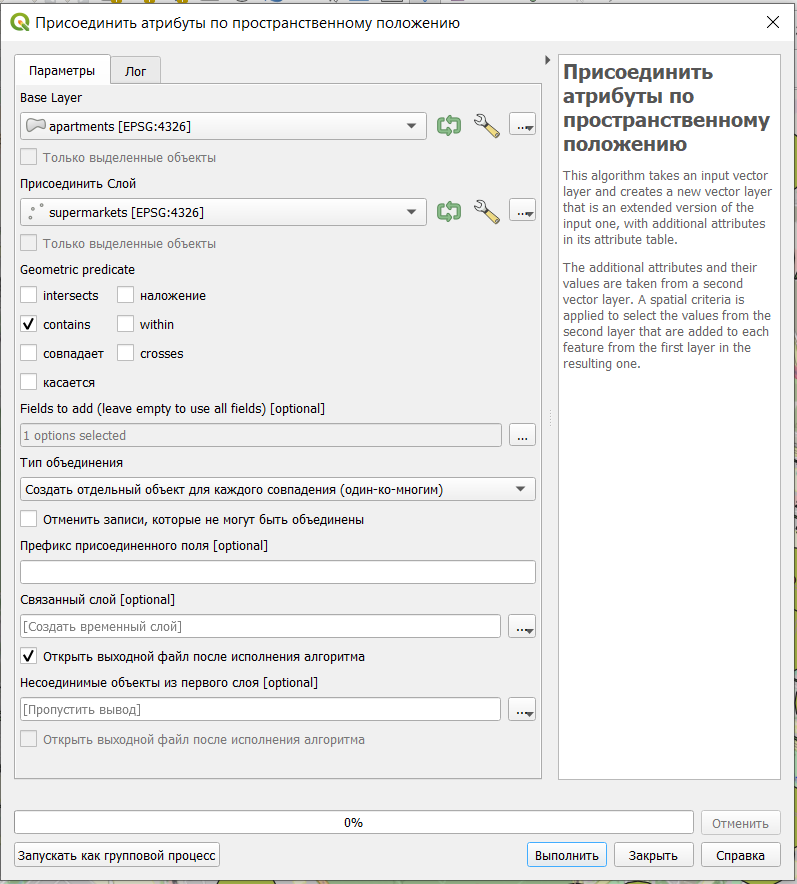 Присоединить атрибуты по пространственному положению
Параметры
Лог
Base Layer
apartments [EPSG:4326]
...
Только выделенные объекты
Присоединить Слой
supermarkets [EPSG:4326]
...
Только выделенные объекты
Geometric predicate
intersects наложение
contains within
совпадает crosses
касается
Fields to add (leave empty to use all fields) [optional]
1 options selected
...
Тип объединения
Создать отдельный объект для каждого совпадения (один-ко-многим)
Отменить записи, которые не могут быть объединены
Префикс присоединенного поля [optional]
Связанный слой [optional]
[Создать временный слой]
...
Открыть выходной файл после исполнения алгоритма
Несоединимые объекты из первого слоя [optional]
[Пропустить вывод]
...
Открыть выходной файл после исполнения алгоритма
Присоединить
атрибуты по
пространственному
положению
This algorithm takes an input vector
layer and creates a new vector layer
that is an extended version of the
input one, with additional attributes
in its attribute table.
The additional attributes and their
values are taken from a second
vector layer. A spatial criteria is
applied to select the values from the
second layer that are added to each
feature from the first layer in the
resulting one.
0%
Отменить
Запускать как групповой процесс
Выполнить
Закрыть
Справка